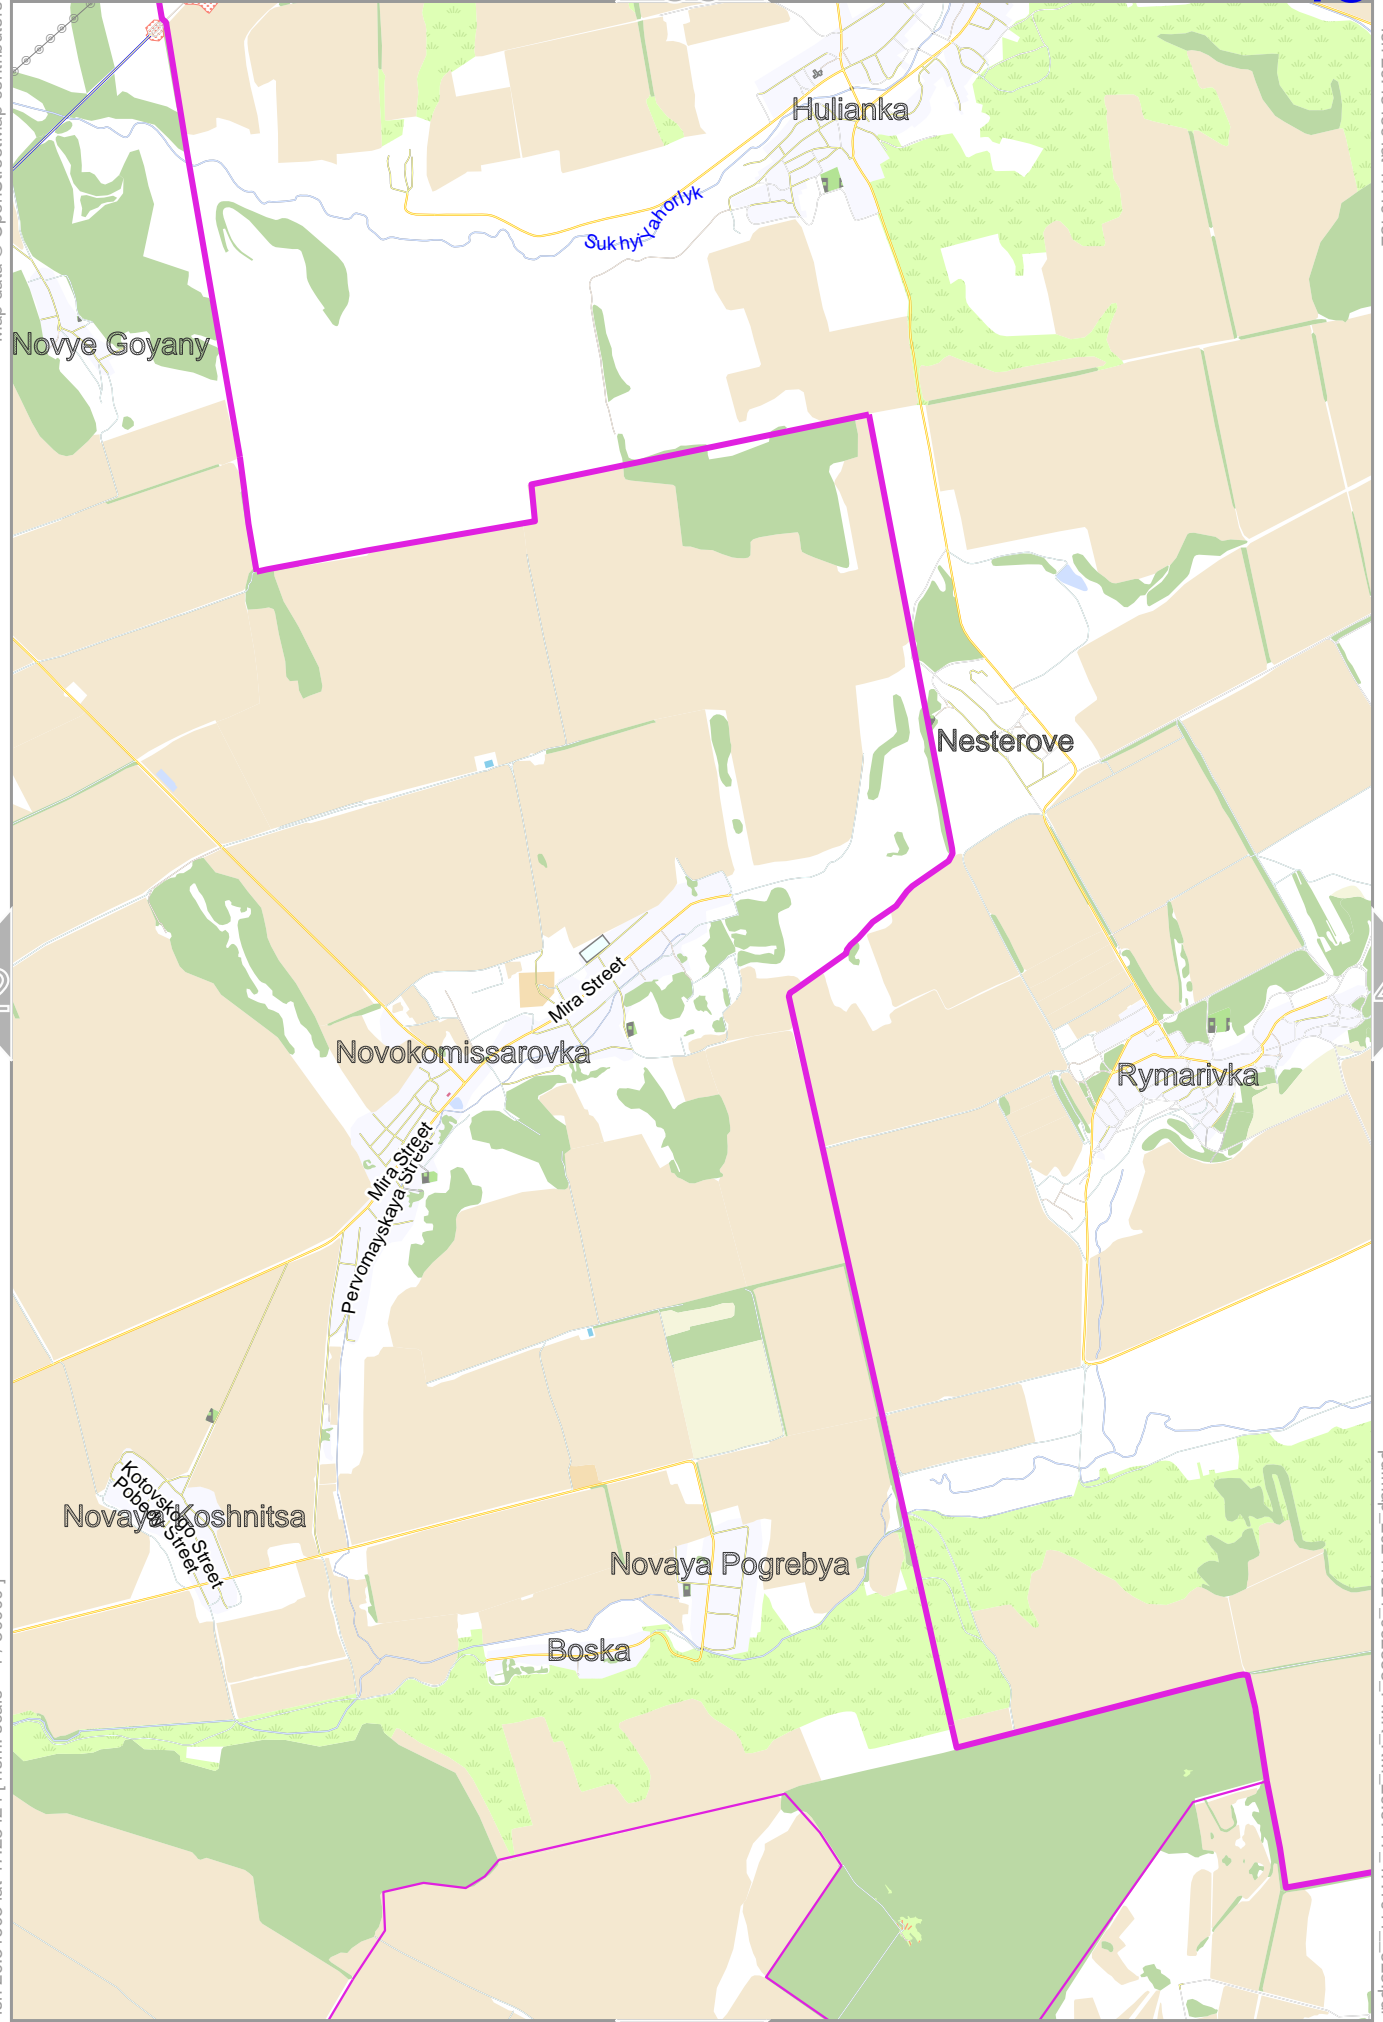 Hulianka
Sukhyi Yahorlyk
Novye Goyany
Nesterove
Mira Street
Novokomissarovka
Rymarivka
Mira Street
Pervomayskaya Street
Kotovskogo Street
Pobedy Street
Novaya Koshnitsa
Novaya Pogrebya
Boska